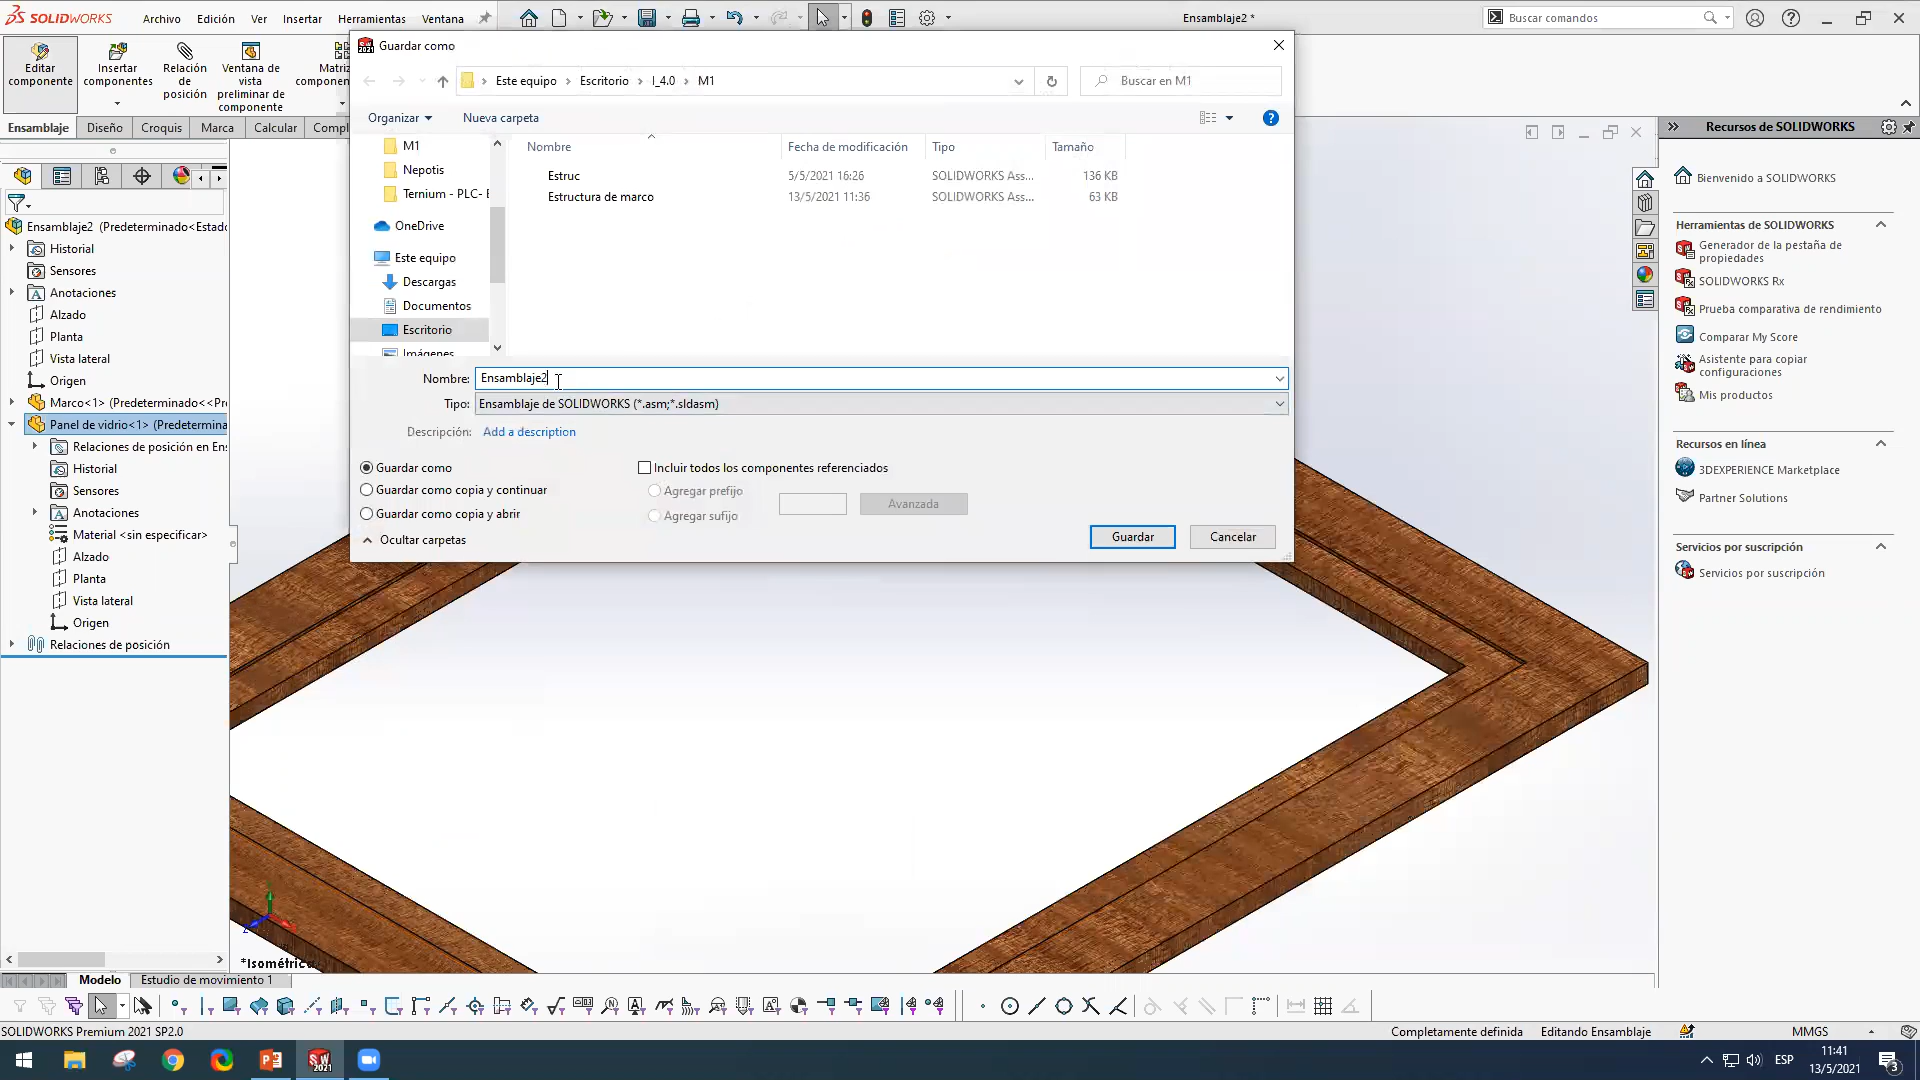 SOLIDWORKS
Archivo
Edición
Ver
Insertar
Herramientas
Ventana
Ensamblaje2 *
Buscar comandos
Editar
componente
Insertar
componentes
Relación
de
posición
Ventana de
vista
preliminar de
componente
Matriz
componen
Ensamblaje
Diseño
Croquis
Marca
Calcular
Compl
Guardar como
Este equipo
Escritorio
I_4.0
M1
Buscar en M1
Organizar
Nueva carpeta
M1
Nepotis
Ternium - PLC- E
OneDrive
Este equipo
Descargas
Documentos
Escritorio
Imágenes
Nombre
Fecha de modificación
Tipo
Tamaño
Estruc
5/5/2021 16:26
SOLIDWORKS Ass...
136 KB
Estructura de marco
13/5/2021 11:36
SOLIDWORKS Ass...
63 KB
Nombre:
Ensamblaje2
Tipo:
Ensamblaje de SOLIDWORKS (*.asm;*.sldasm)
Descripción:
Add a description
Guardar como
Guardar como copia y continuar
Guardar como copia y abrir
Incluir todos los componentes referenciados
Agregar prefijo
Agregar sufijo
Avanzada
Ocultar carpetas
Guardar
Cancelar
Ensamblaje2 (Predeterminado<Estado
Historial
Sensores
Anotaciones
Alzado
Planta
Vista lateral
Origen
Marco<1> (Predeterminado<<Pr
Panel de vidrio<1> (Predetermina
Relaciones de posición en Ens
Historial
Sensores
Anotaciones
Material <sin especificar>
Alzado
Planta
Vista lateral
Origen
Relaciones de posición
*Isométrica
Recursos de SOLIDWORKS
Bienvenido a SOLIDWORKS
Herramientas de SOLIDWORKS
Generador de la pestaña de
propiedades
SOLIDWORKS Rx
Prueba comparativa de rendimiento
Comparar My Score
Asistente para copiar
configuraciones
Mis productos
Recursos en línea
3DEXPERIENCE Marketplace
Partner Solutions
Servicios por suscripción
Servicios por suscripción
Modelo
Estudio de movimiento 1
SOLIDWORKS Premium 2021 SP2.0
Completamente definida
Editando Ensamblaje
MMGS
ESP
11:41
13/5/2021
3